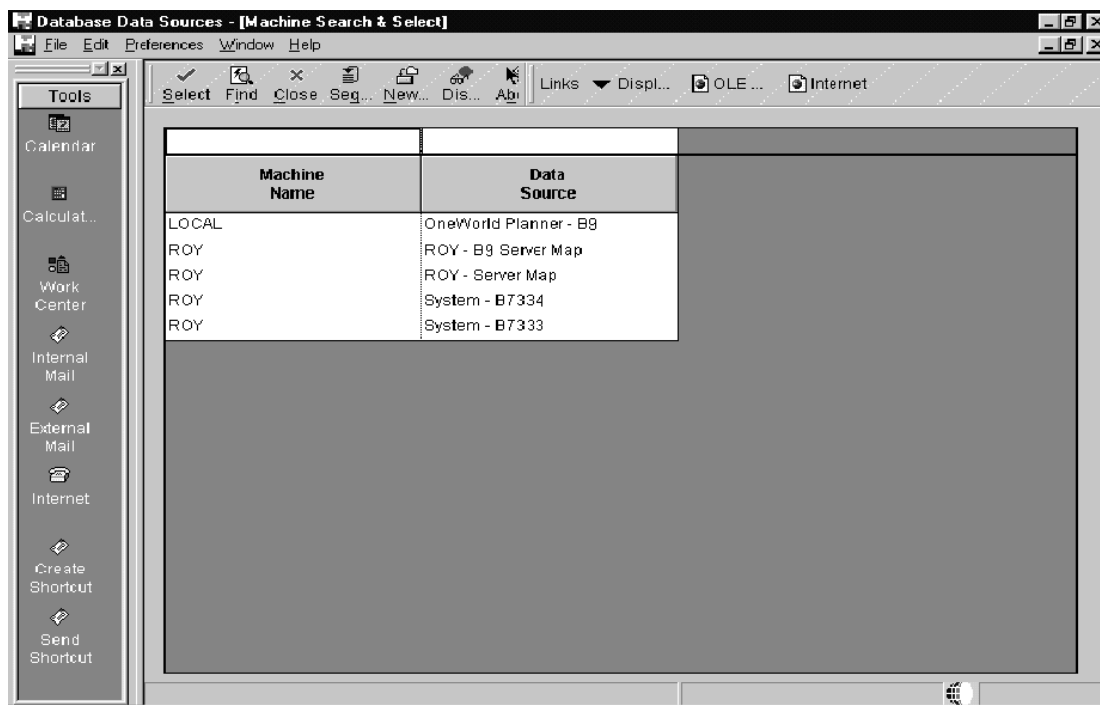 Database Data Sources - [Machine Search & Select]
File Edit Preferences Window Help
Tools
Select Find Close Seq... New... Dis... Abi Links Displ... OLE ... Internet
Calendar
Calculat...
Work
Center
Internal
Mail
External
Mail
Internet
Create
Shortcut
Send
Shortcut
Machine
Name
Data
Source
LOCAL OneWorld Planner - B9
ROY ROY - B9 Server Map
ROY ROY - Server Map
ROY System - B7334
ROY System - B7333